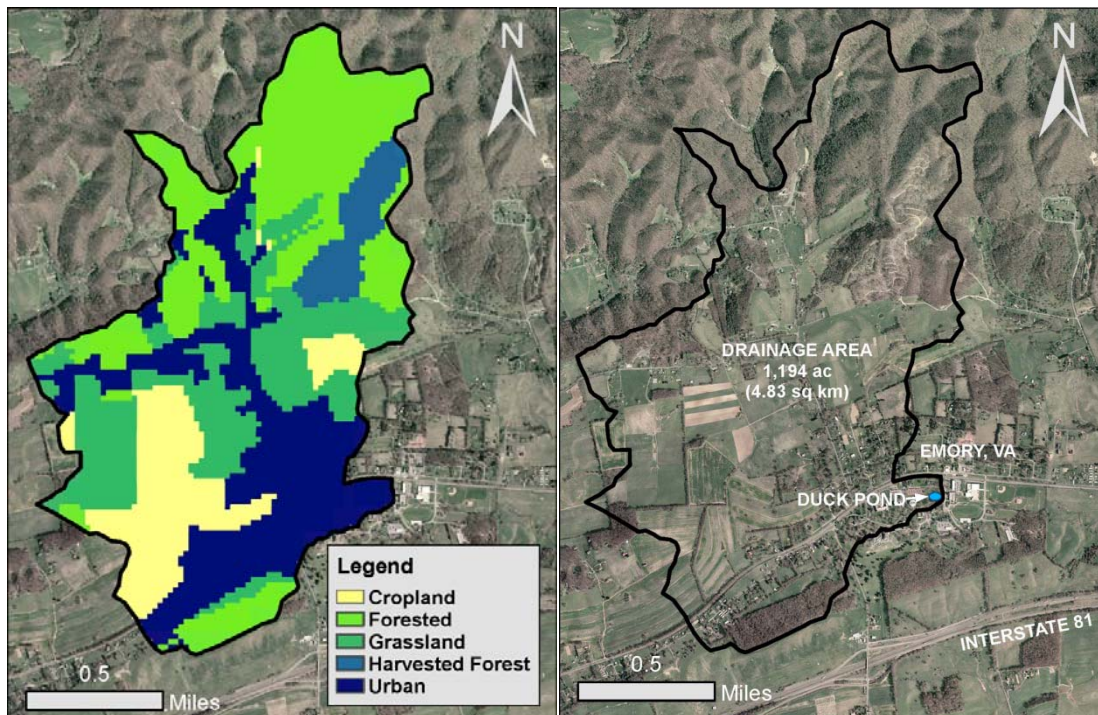 N
Legend
Cropland
Forested
Grassland
Harvested Forest
Urban
0.5
Miles
N
DRAINAGE AREA
1,194 ac
(4.83 sq km)
EMORY, VA
DUCK POND
INTERSTATE 81
0.5
Miles